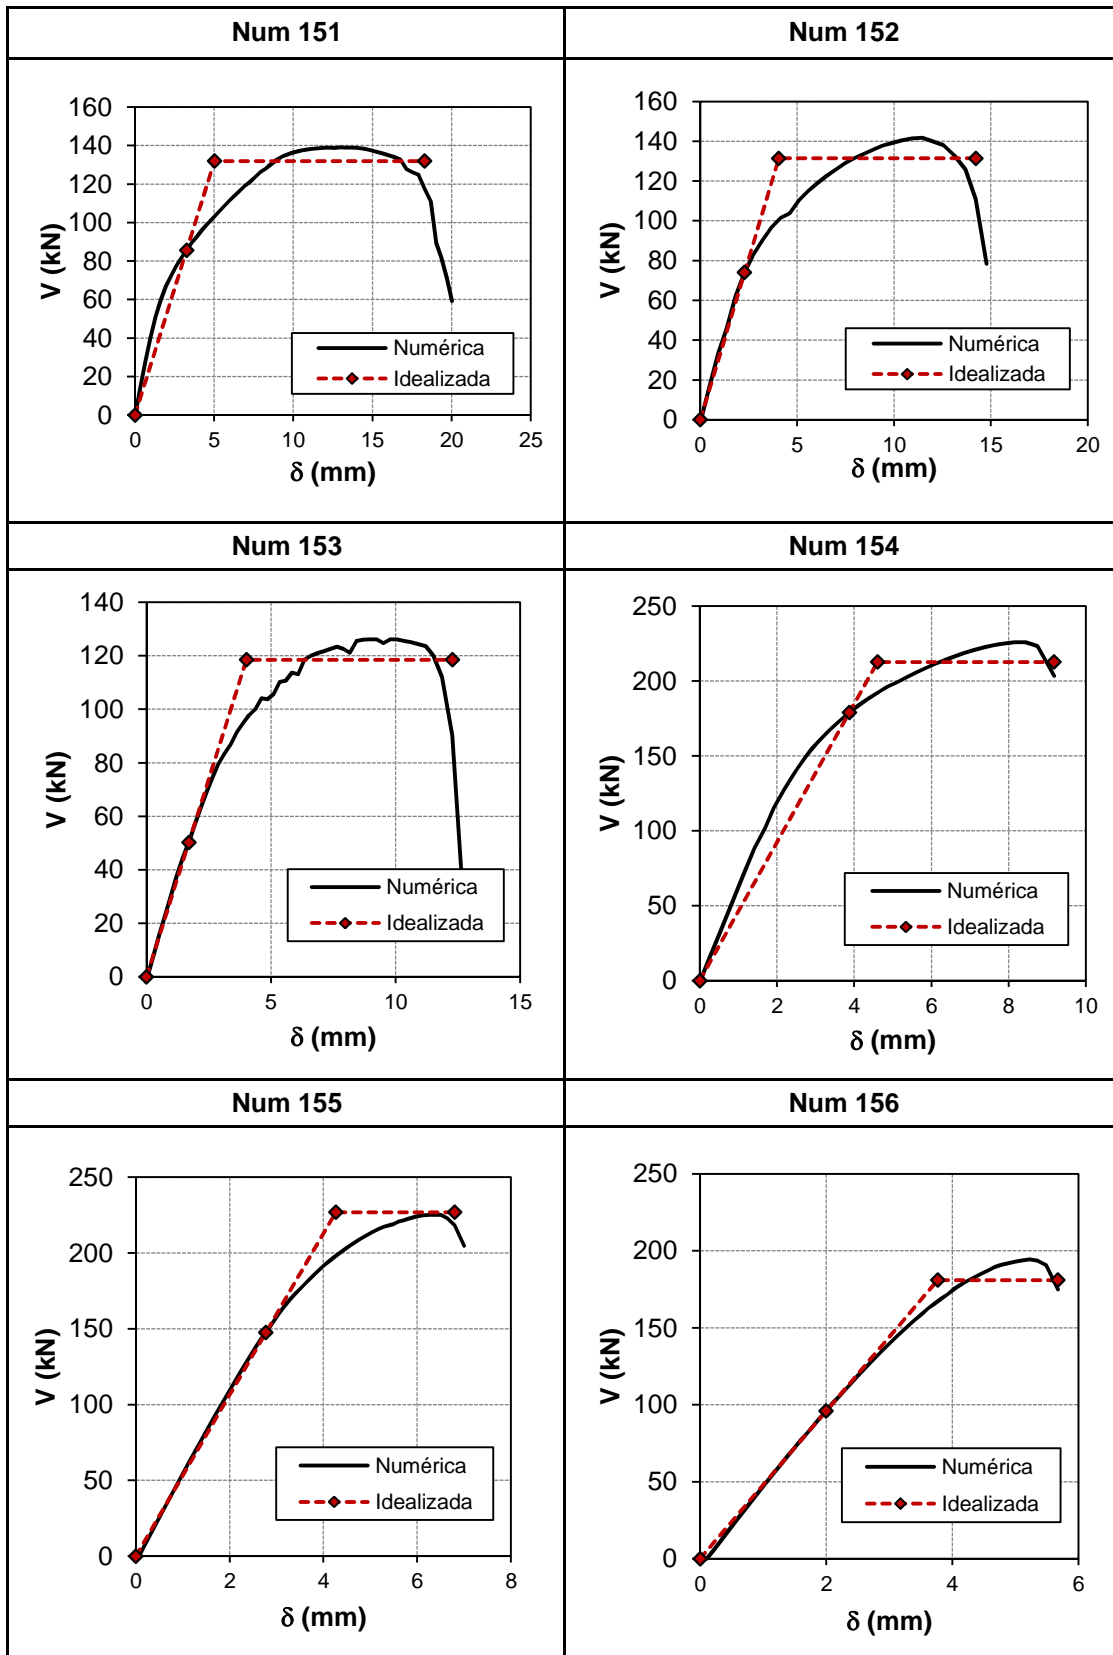 Num 151
Num 152
160
140
120
100
80
60
40
20
0
V (kN)
Numérica
Idealizada
0 5 10 15 20 25
δ (mm)
160
140
120
100
80
60
40
20
0
V (kN)
Numérica
Idealizada
0 5 10 15 20
δ (mm)
Num 153
Num 154
140
120
100
80
60
40
20
0
V (kN)
Numérica
Idealizada
0 5 10 15
δ (mm)
250
200
150
100
50
0
V (kN)
Numérica
Idealizada
0 2 4 6 8 10
δ (mm)
Num 155
Num 156
250
200
150
100
50
0
V (kN)
Numérica
Idealizada
0 2 4 6 8
δ (mm)
250
200
150
100
50
0
V (kN)
Numérica
Idealizada
0 2 4 6
δ (mm)